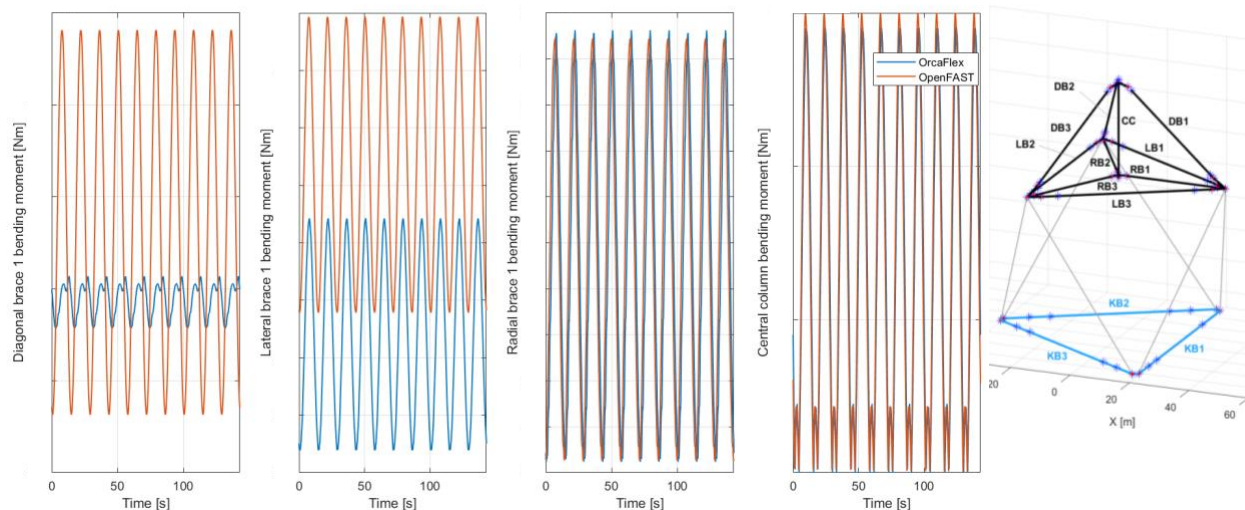 Diagonal brace 1 bending moment [Nm]
0
50
100
Time [s]
Lateral brace 1 bending moment [Nm]
0
50
100
Time [s]
Radial brace 1 bending moment [Nm]
0
50
100
Time [s]
Central column bending moment [Nm]
OrcaFlex
OpenFAST
0
50
100
Time [s]
DB2
DB3
CC
DB1
LB2
LB1
RB2
RB1
RB3
LB3
KB2
KB3
KB1
20
0
20
40
60
X [m]